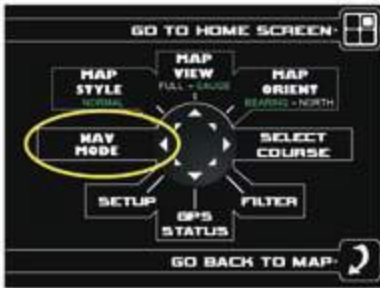 GO TO HOME SCREEN
MAP
VIEW
FULL - GAUGE
MAP
STYLE
NORMAL
MAP
ORIENT
BEARING - NORTH
NAV
MODE
SELECT
COURSE
SETUP
FILTER
GPS
STATUS
GO BACK TO MAP